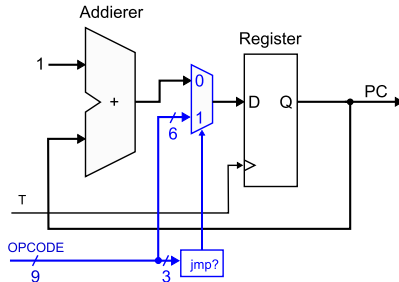 Addierer
Register
1
+
0
1
6
D
Q
PC
T
OPCODE
9
3
jmp?